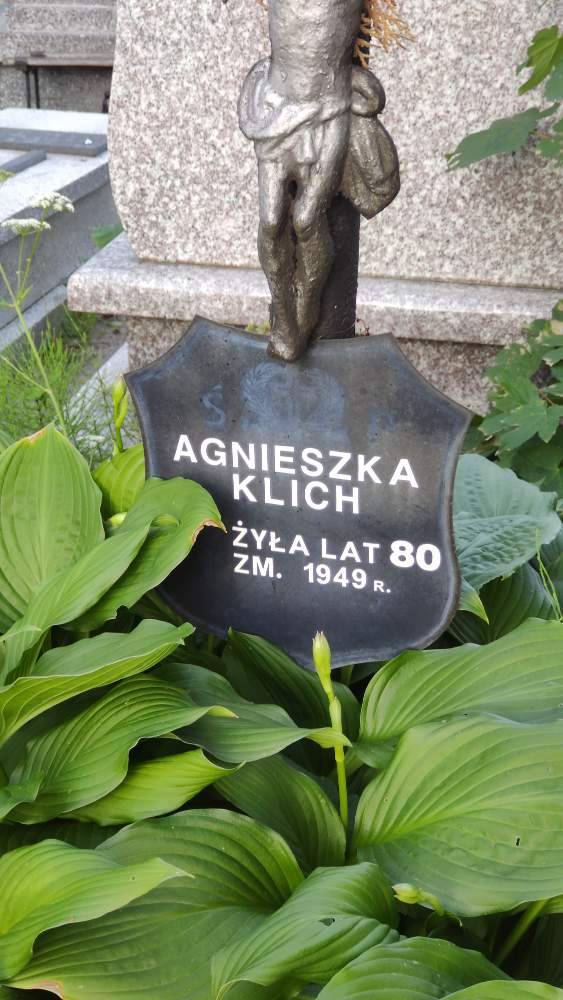 Ś P
AGNIESZKA
KLICH
ŻYŁA LAT 80
ZM. 1949 R.